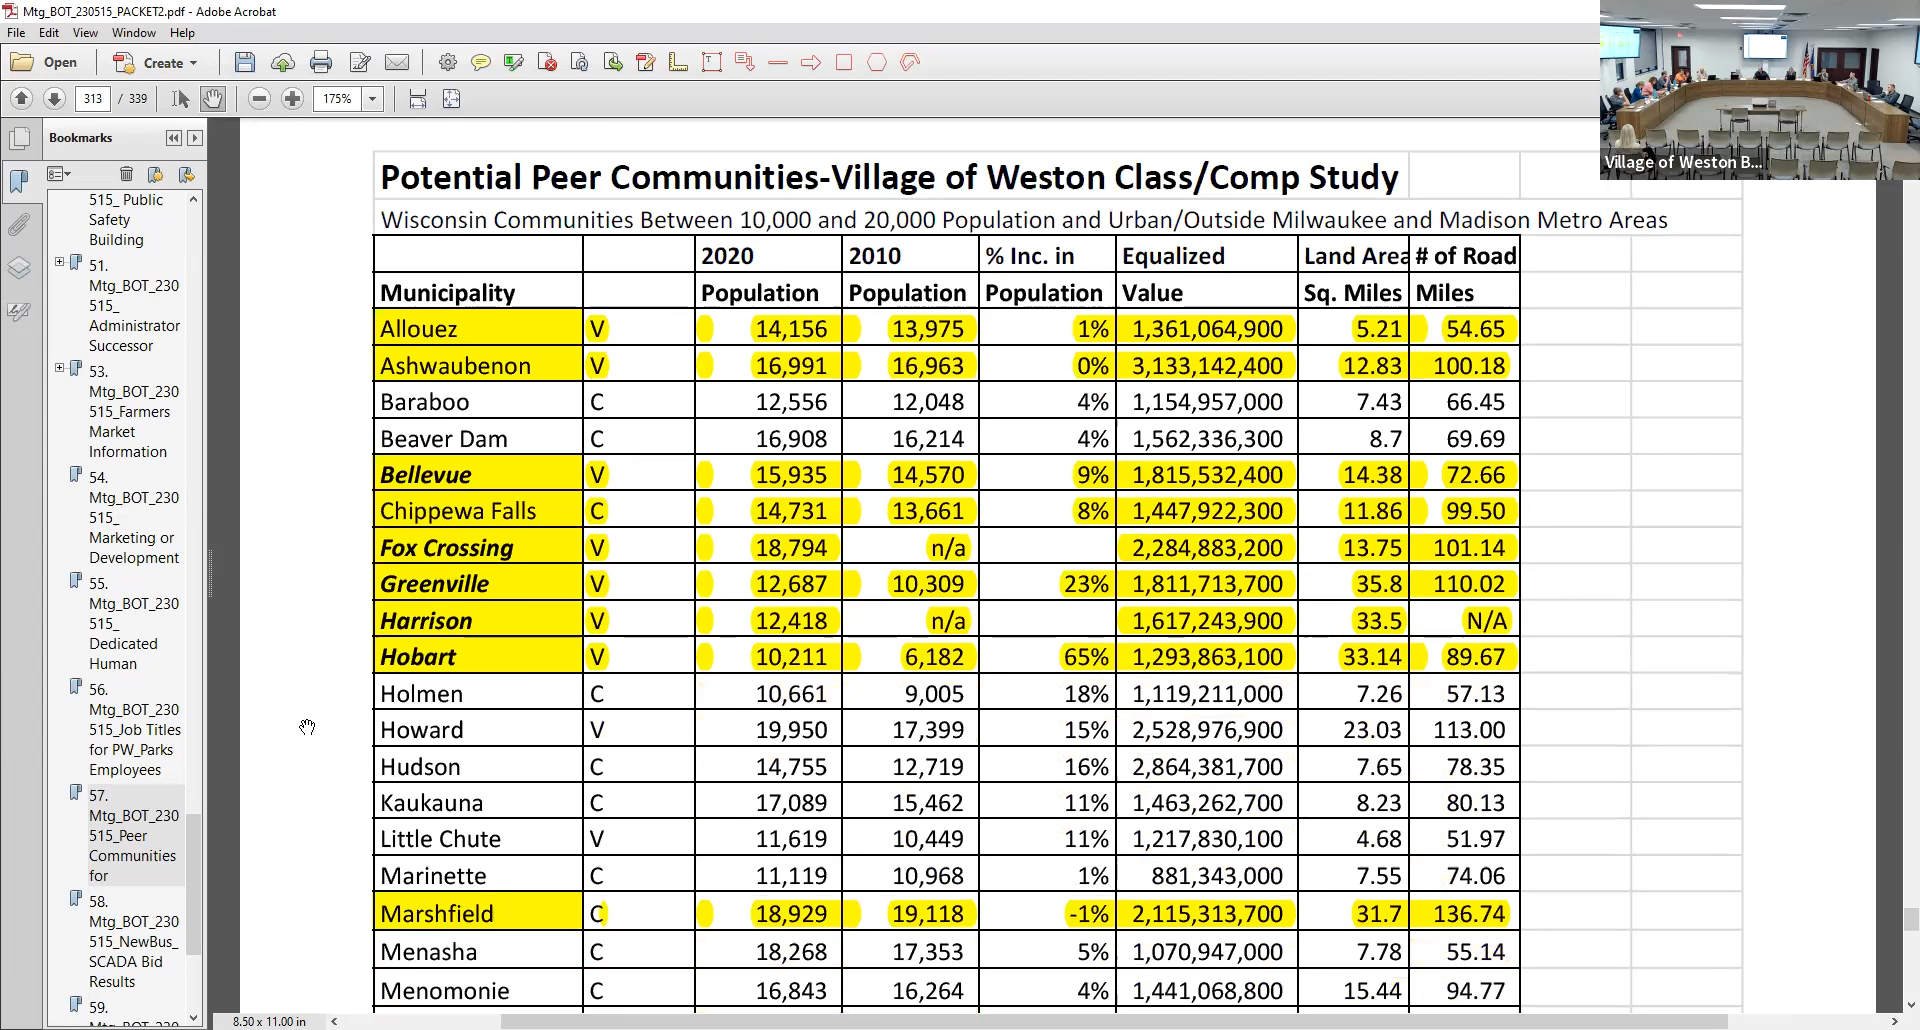 Mtg_BOT_230515_PACKET2.pdf - Adobe Acrobat
File Edit View Window Help
Open Create
313 / 339 175%
Village of Weston B...
Bookmarks
515_ Public
Safety
Building
51.
Mtg_BOT_230
515_
Administrator
Successor
53.
Mtg_BOT_230
515_Farmers
Market
Information
54.
Mtg_BOT_230
515_
Marketing or
Development
55.
Mtg_BOT_230
515_
Dedicated
Human
56.
Mtg_BOT_230
515_Job Titles
for PW_Parks
Employees
57.
Mtg_BOT_230
515_Peer
Communities
for
58.
Mtg_BOT_230
515_NewBus_
SCADA Bid
Results
59.
Potential Peer Communities-Village of Weston Class/Comp Study
Wisconsin Communities Between 10,000 and 20,000 Population and Urban/Outside Milwaukee and Madison Metro Areas
2020 2010 % Inc. in Equalized Land Area # of Road
Municipality Population Population Population Value Sq. Miles Miles
Allouez V 14,156 13,975 1% 1,361,064,900 5.21 54.65
Ashwaubenon V 16,991 16,963 0% 3,133,142,400 12.83 100.18
Baraboo C 12,556 12,048 4% 1,154,957,000 7.43 66.45
Beaver Dam C 16,908 16,214 4% 1,562,336,300 8.7 69.69
Bellevue V 15,935 14,570 9% 1,815,532,400 14.38 72.66
Chippewa Falls C 14,731 13,661 8% 1,447,922,300 11.86 99.50
Fox Crossing V 18,794 n/a 2,284,883,200 13.75 101.14
Greenville V 12,687 10,309 23% 1,811,713,700 35.8 110.02
Harrison V 12,418 n/a 1,617,243,900 33.5 N/A
Hobart V 10,211 6,182 65% 1,293,863,100 33.14 89.67
Holmen C 10,661 9,005 18% 1,119,211,000 7.26 57.13
Howard V 19,950 17,399 15% 2,528,976,900 23.03 113.00
Hudson C 14,755 12,719 16% 2,864,381,700 7.65 78.35
Kaukauna C 17,089 15,462 11% 1,463,262,700 8.23 80.13
Little Chute V 11,619 10,449 11% 1,217,830,100 4.68 51.97
Marinette C 11,119 10,968 1% 881,343,000 7.55 74.06
Marshfield C 18,929 19,118 -1% 2,115,313,700 31.7 136.74
Menasha C 18,268 17,353 5% 1,070,947,000 7.78 55.14
Menomonie C 16,843 16,264 4% 1,441,068,800 15.44 94.77
8.50 x 11.00 in